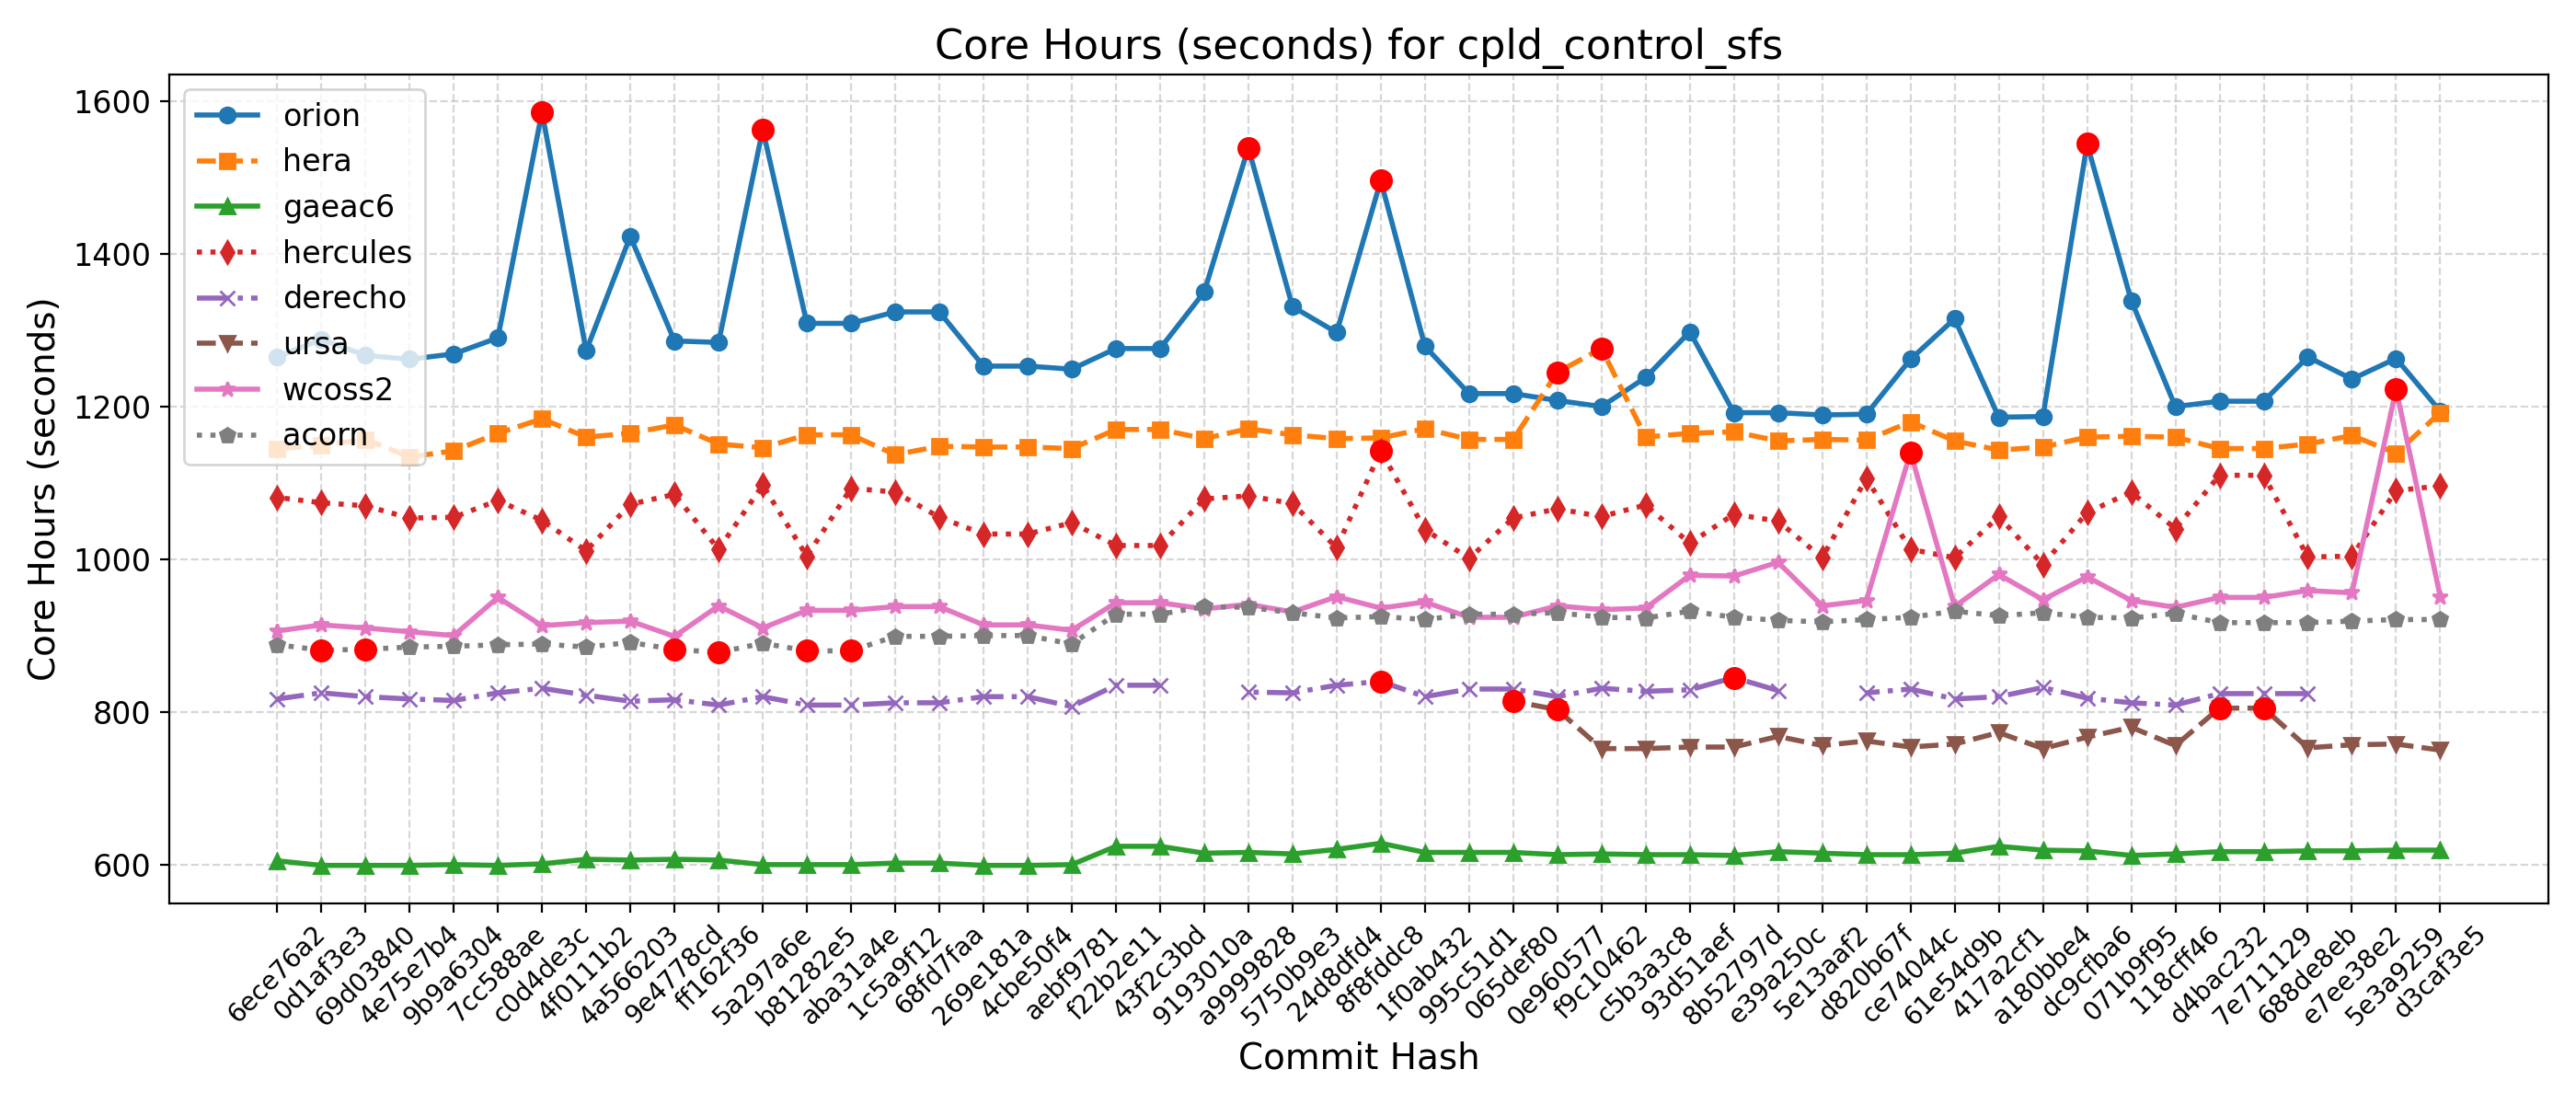 Core Hours (seconds) for cpld_control_sfs
Core Hours (seconds)
1600
1400
1200
1000
800
600
orion
hera
gaeac6
hercules
derecho
ursa
wcoss2
acorn
6ece76a2
0d1af3e3
69d03840
4e75e7b4
9b9a6304
7cc588ae
c0d4de3c
4f0111b2
4a566203
9e4778cd
ff162f36
5a297a6e
b81282e5
aba31a4e
1c5a9f12
68fd7faa
269e181a
4cbe50f4
aebf9781
f22b2e11
43f2c3bd
9193010a
a9999828
5750b9e3
24d8dfd4
8f8fddc8
1f0ab432
995c51d1
065def80
0e960577
f9c10462
c5b3a3c8
93d51aef
8b52797d
e39a250c
5e13aaf2
d820b67f
ce74044c
61e54d9b
417a2cf1
a180bbe4
dc9cfba6
071b9f95
118cff46
d4bac232
7e711129
688de8eb
e7ee38e2
5e3a9259
d3caf3e5
Commit Hash